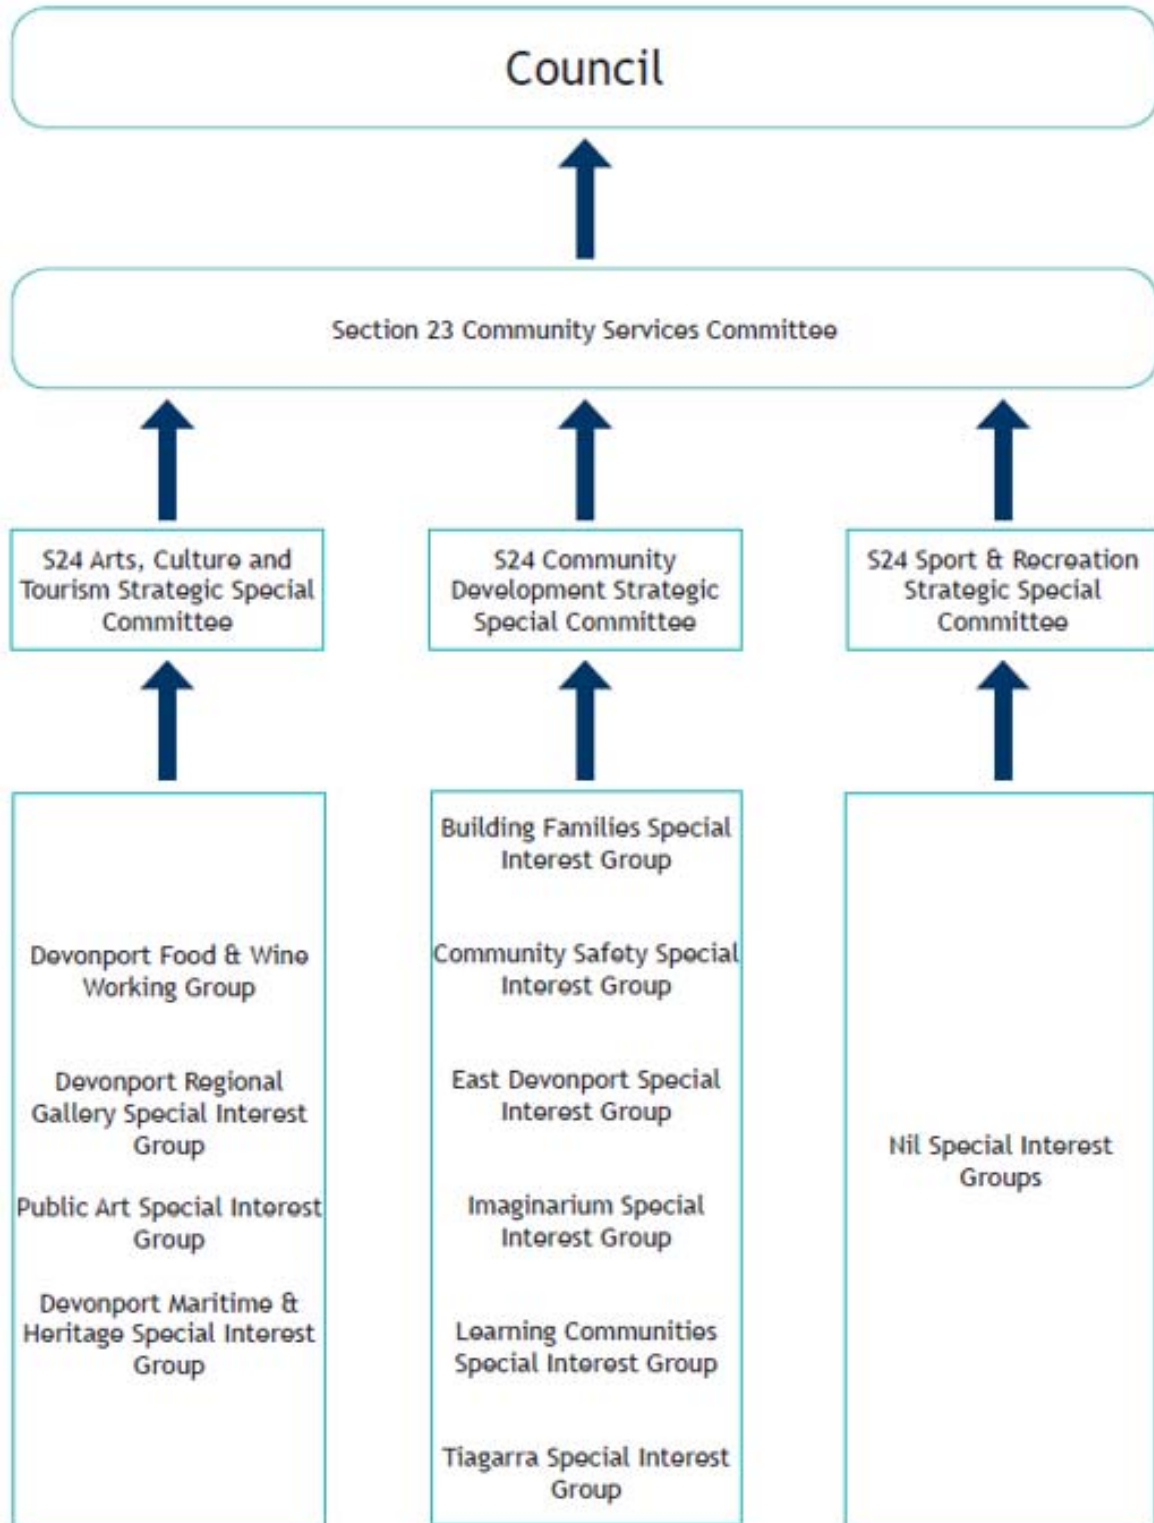 Council
Section 23 Community Services Committee
S24 Arts, Culture and
Tourism Strategic Special
Committee
S24 Community
Development Strategic
Special Committee
S24 Sport & Recreation
Strategic Special
Committee
Devonport Food & Wine
Working Group
Devonport Regional
Gallery Special Interest
Group
Public Art Special Interest
Group
Devonport Maritime &
Heritage Special Interest
Group
Building Families Special
Interest Group
Community Safety Special
Interest Group
East Devonport Special
Interest Group
Imaginarium Special
Interest Group
Learning Communities
Special Interest Group
Tiagarra Special Interest
Group
Nil Special Interest
Groups